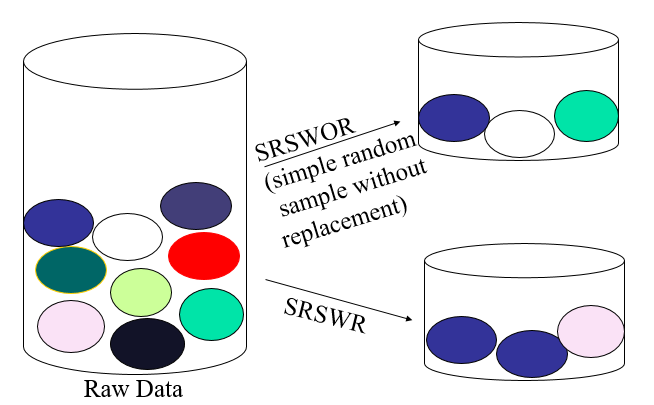 SRSWOR
(simple random
sample without
replacement)
SRSWR
Raw Data